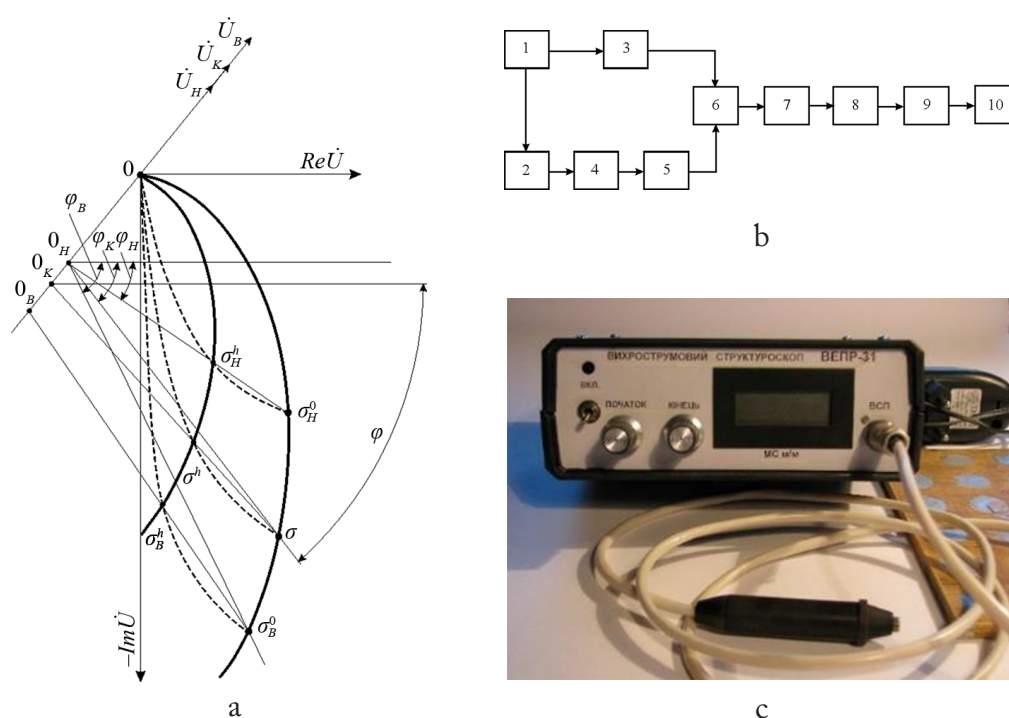 U̇_B
U̇_K
U̇_H
0
ReU̇
φ_B
0_H
φ_K
φ_H
0_K
0_B
σ_H^h
σ_H^0
φ
σ^h
σ_B^h
σ
σ_B^0
–ImU̇
a
1
3
6
7
8
9
10
2
4
5
b
ВИХРОСТРУМОВИЙ СТРУКТУРОСКОП ВЕПР-31
ВКЛ.
ПОЧАТОК
КІНЕЦЬ
ВСП
МС м/м
c